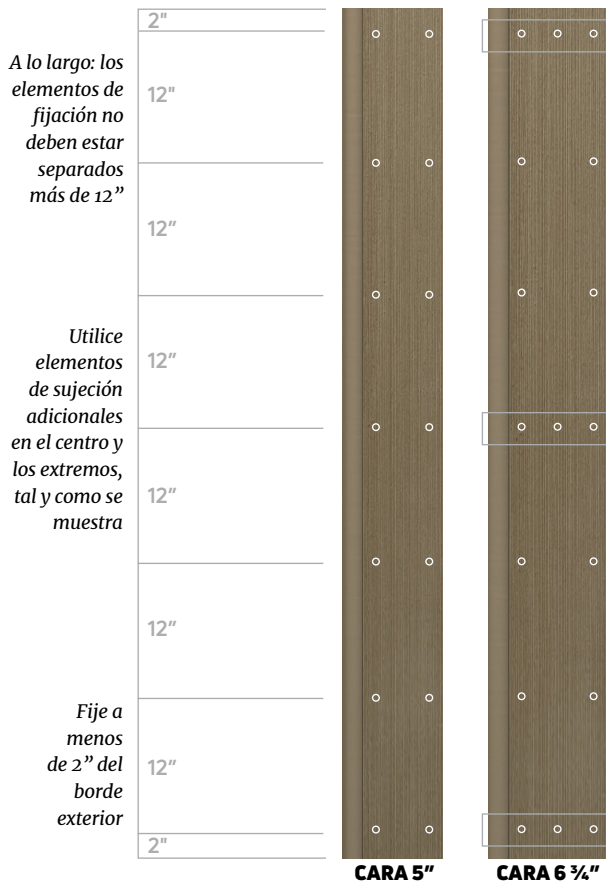 A lo largo: los
elementos de
fijación no
deben estar
separados
más de 12”
Utilice
elementos
de sujeción
adicionales
en el centro y
los extremos,
tal y como se
muestra
Fije a
menos
de 2” del
borde
exterior
2"
12"
12”
12”
12”
12”
12”
2"
CARA 5”
CARA 6 ¾”